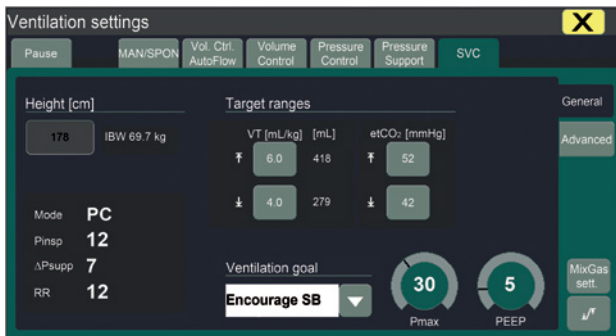 Ventilation settings
X
Pause
MAN/SPON
Vol. Ctrl.
AutoFlow
Volume
Control
Pressure
Control
Pressure
Support
SVC
General
Advanced
Height [cm]
178 IBW 69.7 kg
Target ranges
VT [mL/kg] [mL] etCO₂ [mmHg]
6.0 418 52
4.0 279 42
Mode PC
Pinsp 12
ΔPsupp 7
RR 12
Ventilation goal
Encourage SB
30
Pmax
5
PEEP
MixGas
sett.